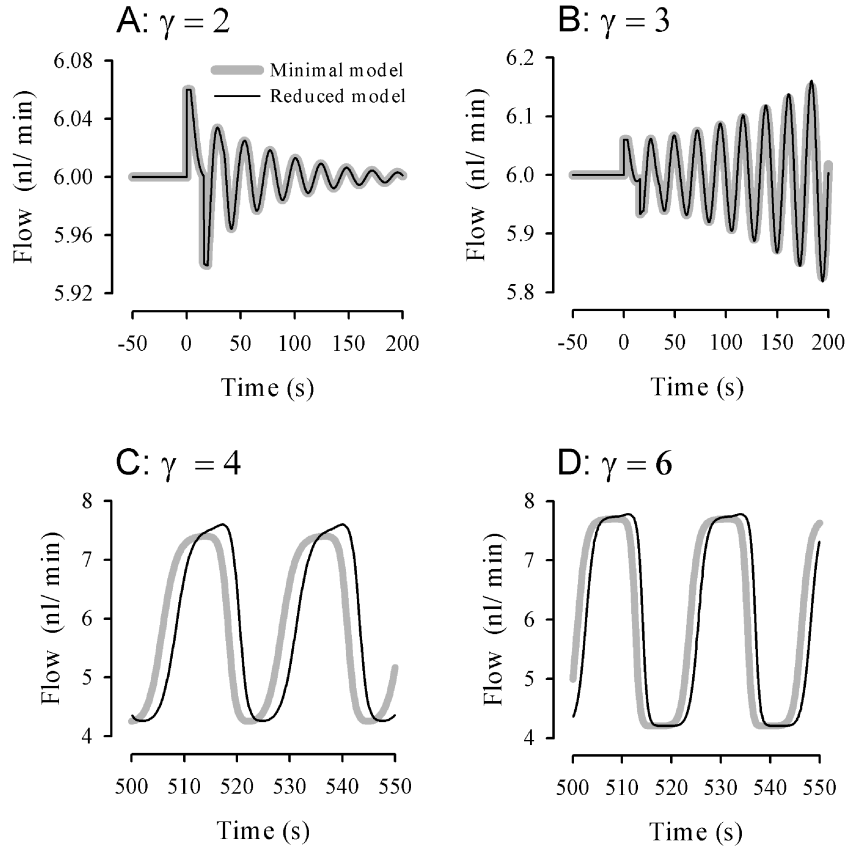 A: γ = 2
6.08
6.04
6.00
5.96
5.92
Flow (nl/ min)
Minimal model
Reduced model
-50 0 50 100 150 200
Time (s)
B: γ = 3
6.2
6.1
6.0
5.9
5.8
Flow (nl/ min)
-50 0 50 100 150 200
Time (s)
C: γ = 4
8
7
6
5
4
Flow (nl/ min)
500 510 520 530 540 550
Time (s)
D: γ = 6
8
7
6
5
4
Flow (nl/ min)
500 510 520 530 540 550
Time (s)